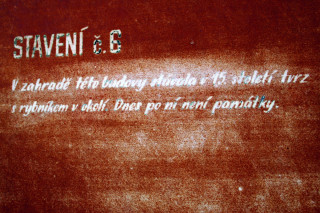 STAVENÍ č.6
V zahradě této budovy stávala v 15. století tvrz
s rybníkem v okolí. Dnes po ní není památky.